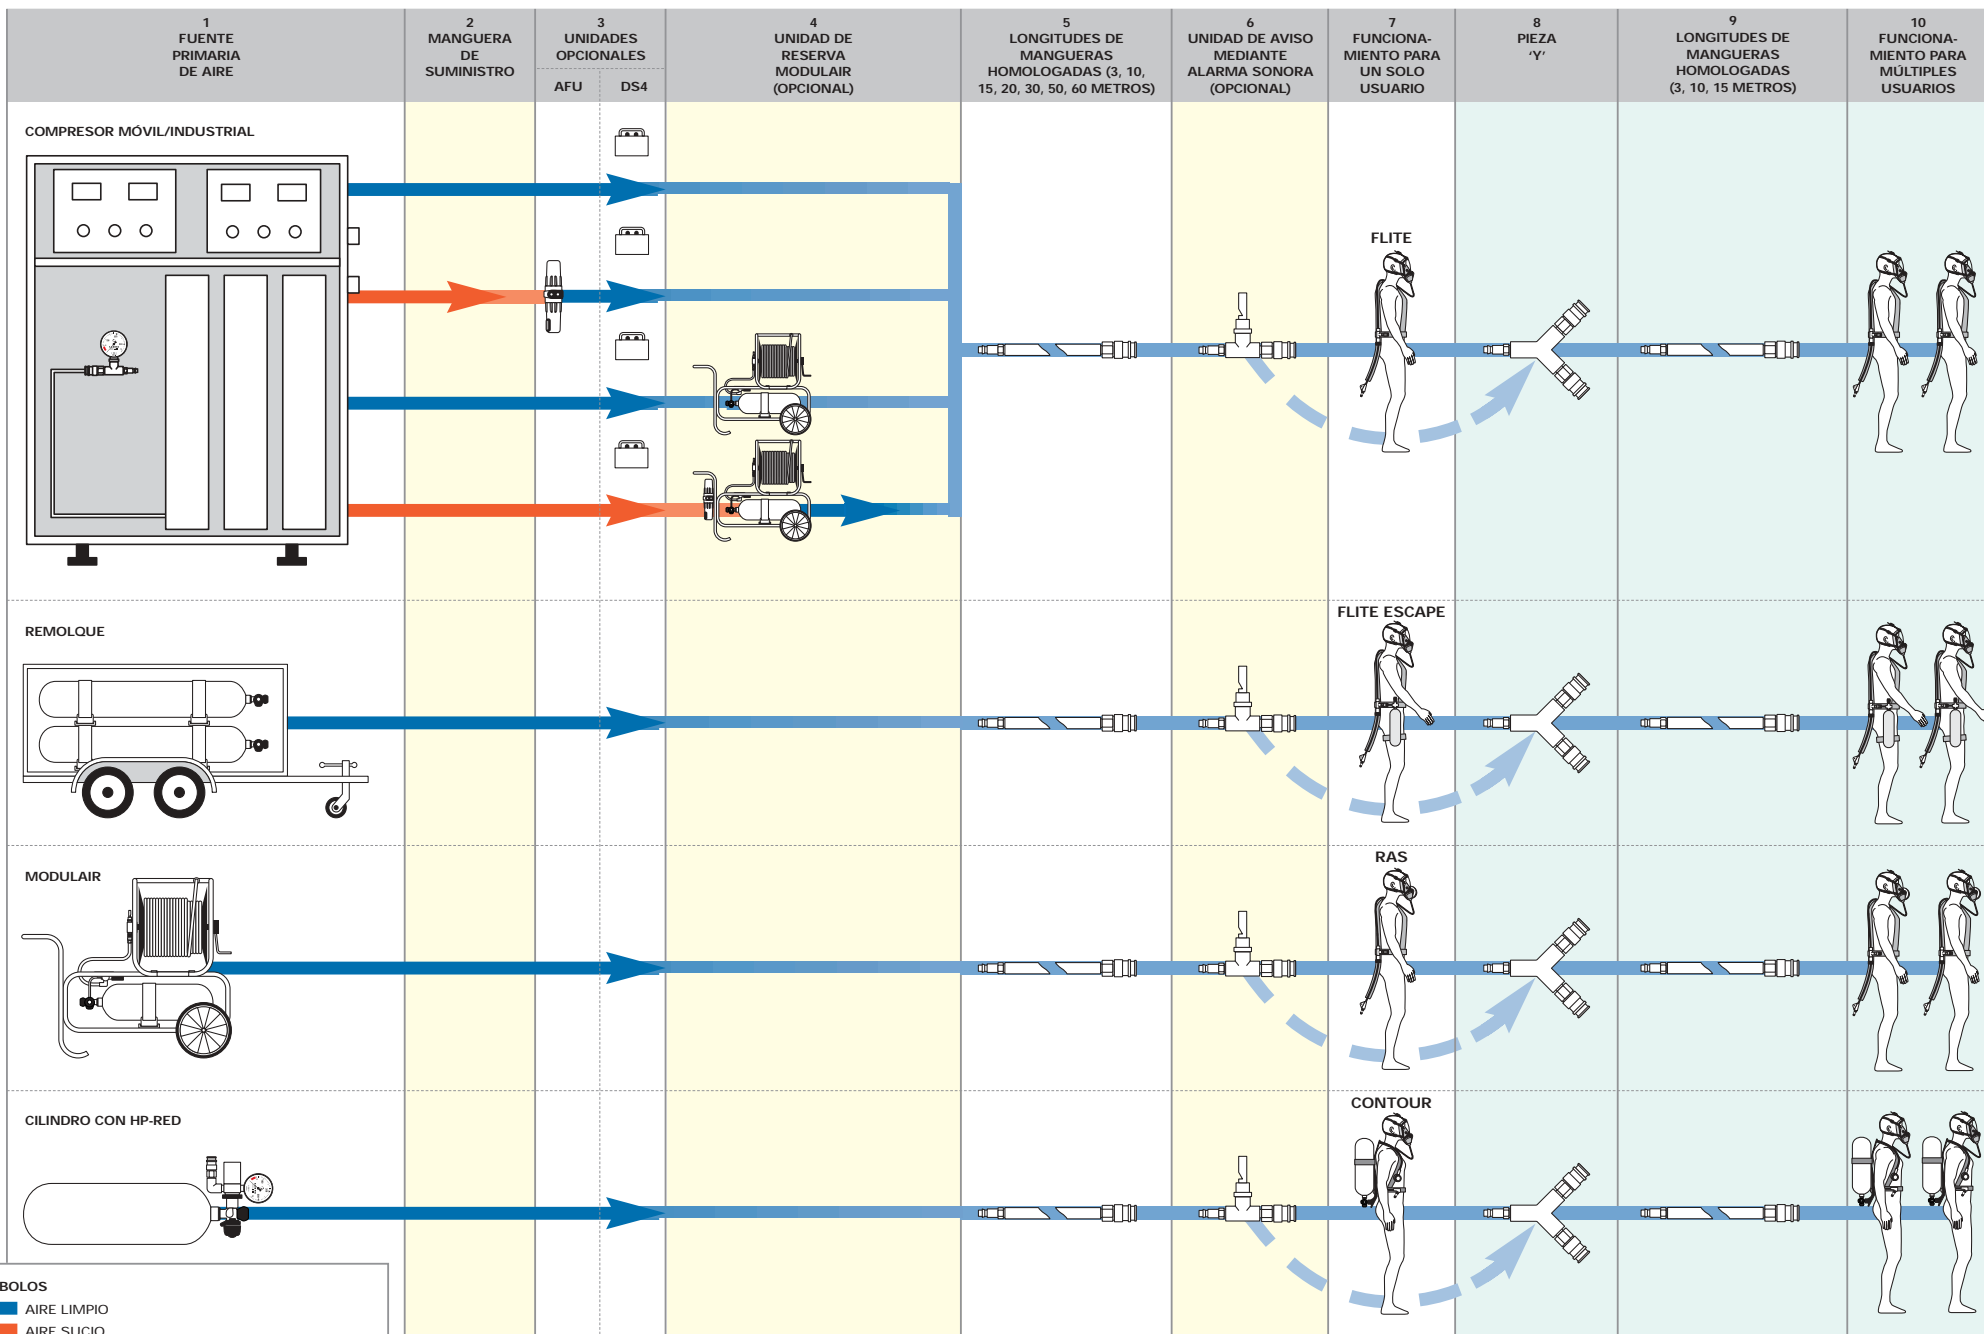 1
FUENTE
PRIMARIA
DE AIRE
2
MANGUERA
DE
SUMINISTRO
3
UNIDADES
OPCIONALES
AFU
DS4
4
UNIDAD DE
RESERVA
MODULAIR
(OPCIONAL)
5
LONGITUDES DE
MANGUERAS
HOMOLOGADAS (3, 10,
15, 20, 30, 50, 60 METROS)
6
UNIDAD DE AVISO
MEDIANTE
ALARMA SONORA
(OPCIONAL)
7
FUNCIONA-
MIENTO PARA
UN SOLO
USUARIO
8
PIEZA
‘Y’
9
LONGITUDES DE
MANGUERAS
HOMOLOGADAS
(3, 10, 15 METROS)
10
FUNCIONA-
MIENTO PARA
MÚLTIPLES
USUARIOS
COMPRESOR MÓVIL/INDUSTRIAL
FLITE
REMOLQUE
FLITE ESCAPE
MODULAIR
RAS
CILINDRO CON HP-RED
CONTOUR
BOLOS
AIRE LIMPIO
AIRE SUCIO